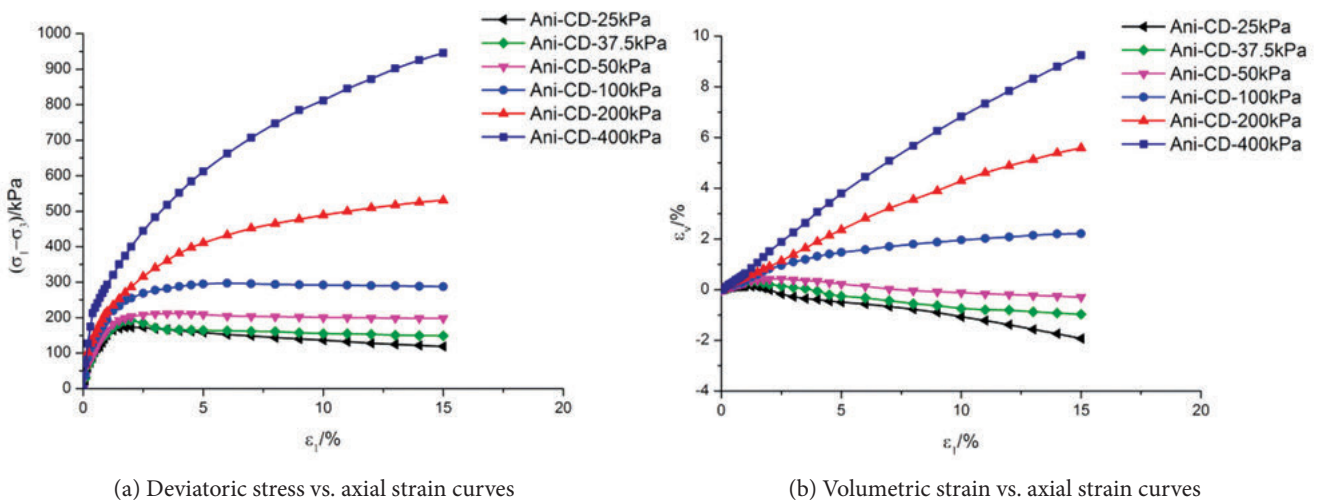 Ani-CD-25kPa
Ani-CD-37.5kPa
Ani-CD-50kPa
Ani-CD-100kPa
Ani-CD-200kPa
Ani-CD-400kPa
1000
900
800
700
600
500
400
300
200
100
0
(σ₁–σ₃)/kPa
0 5 10 15 20
ε₁/%
(a) Deviatoric stress vs. axial strain curves
Ani-CD-25kPa
Ani-CD-37.5kPa
Ani-CD-50kPa
Ani-CD-100kPa
Ani-CD-200kPa
Ani-CD-400kPa
10
8
6
4
2
0
-2
-4
εᵥ/%
0 5 10 15 20
ε₁/%
(b) Volumetric strain vs. axial strain curves